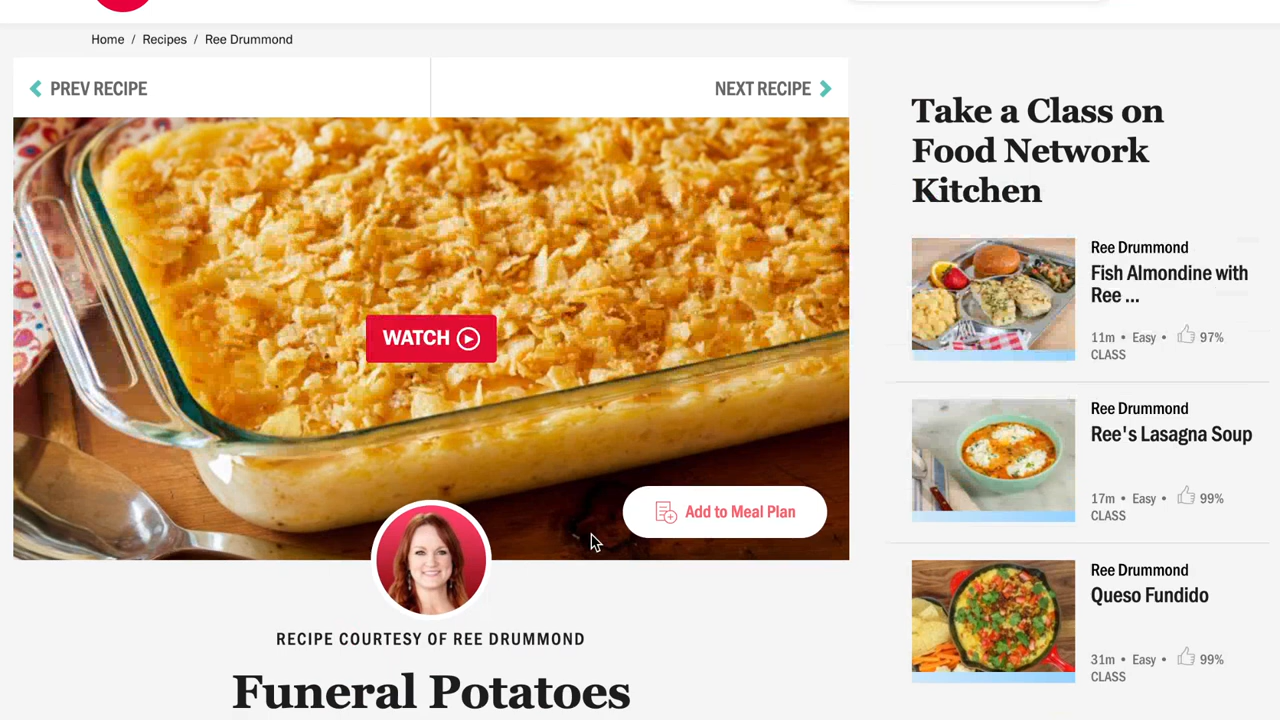 Home / Recipes / Ree Drummond
PREV RECIPE
NEXT RECIPE
WATCH
Add to Meal Plan
RECIPE COURTESY OF REE DRUMMOND
Funeral Potatoes
Take a Class on
Food Network
Kitchen
Ree Drummond
Fish Almondine with
Ree ...
11m • Easy • 97%
CLASS
Ree Drummond
Ree's Lasagna Soup
17m • Easy • 99%
CLASS
Ree Drummond
Queso Fundido
31m • Easy • 99%
CLASS